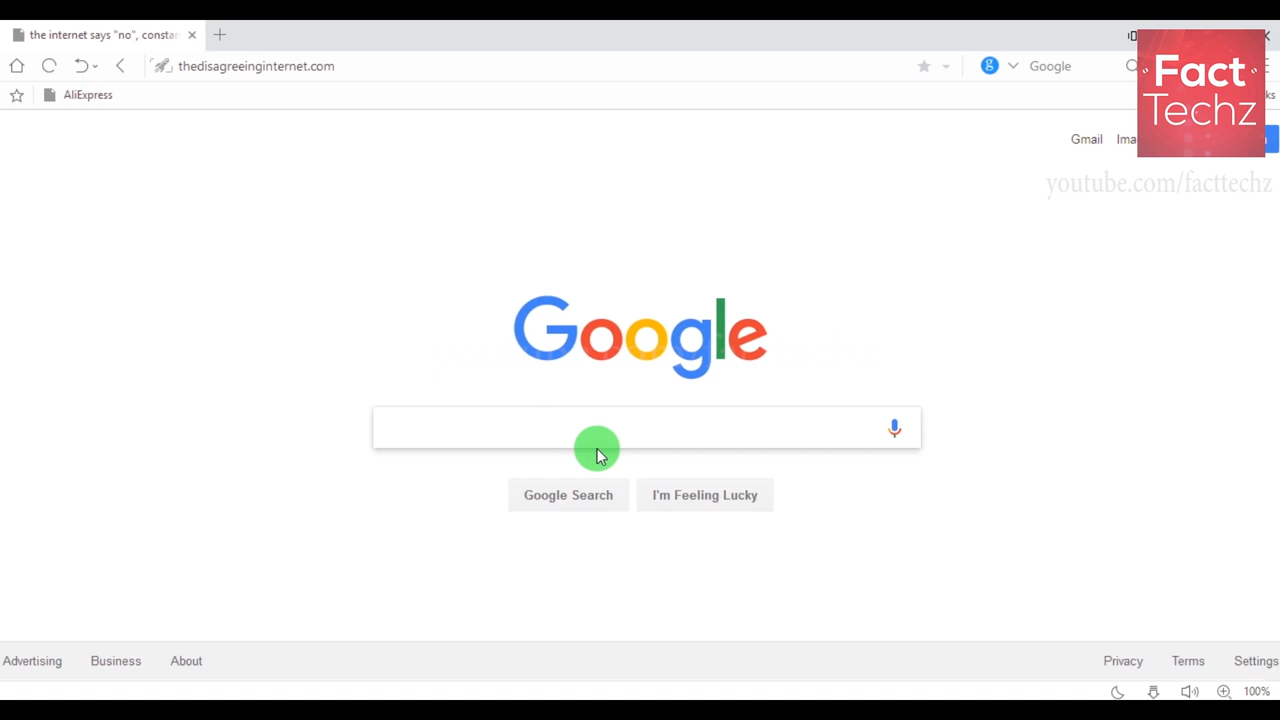 the internet says "no", constan
thedisagreeinginternet.com
Google
AliExpress
Fact
Techz
Gmail
youtube.com/facttechz
Google
Google Search
I'm Feeling Lucky
Advertising
Business
About
Privacy
Terms
Settings
100%